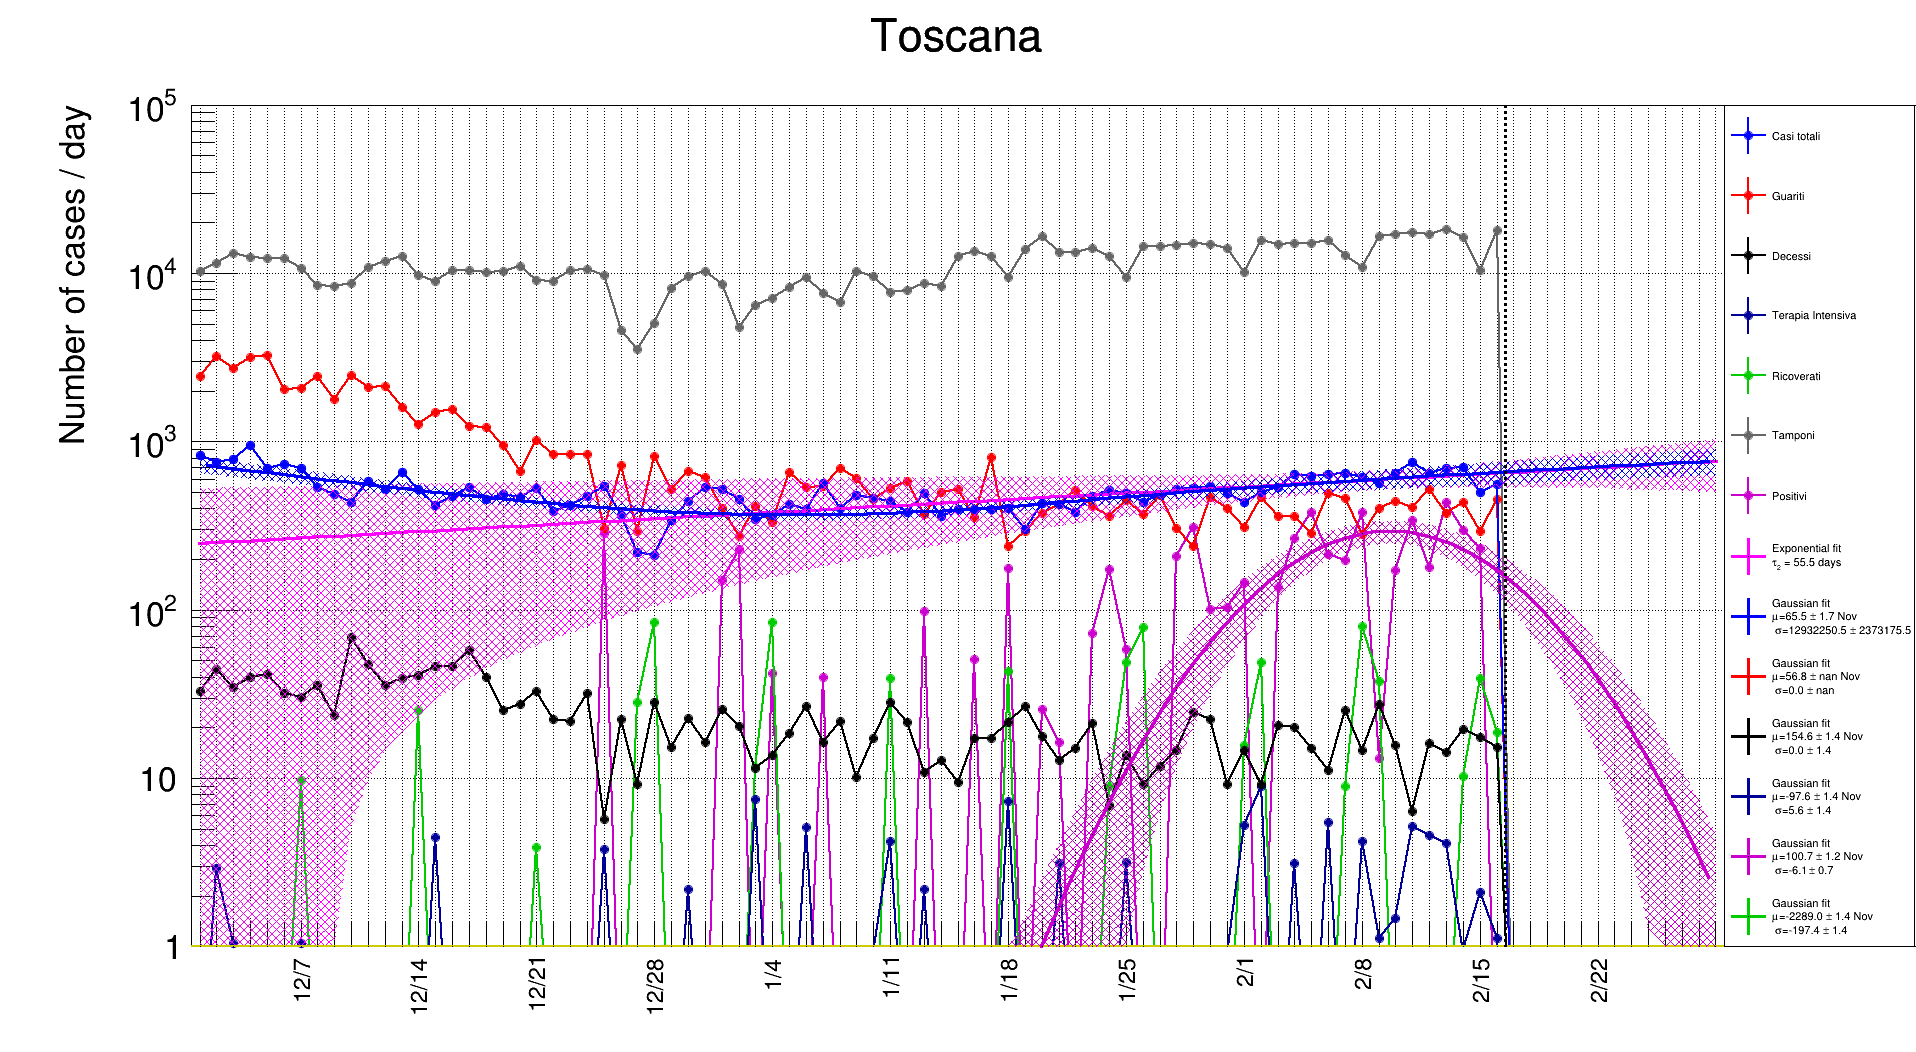 Toscana
Number of cases / day
10^5
10^4
10^3
10^2
10
1
12/7
12/14
12/21
12/28
1/4
1/11
1/18
1/25
2/1
2/8
2/15
2/22
Casi totali
Guariti
Decessi
Terapia Intensiva
Ricoverati
Tamponi
Positivi
Exponential fit
τ₂ = 55.5 days
Gaussian fit
μ=65.5 ± 1.7 Nov
σ=12932250.5 ± 2373175.5
Gaussian fit
μ=56.8 ± nan Nov
σ=0.0 ± nan
Gaussian fit
μ=154.6 ± 1.4 Nov
σ=0.0 ± 1.4
Gaussian fit
μ=-97.6 ± 1.4 Nov
σ=5.6 ± 1.4
Gaussian fit
μ=100.7 ± 1.2 Nov
σ=-6.1 ± 0.7
Gaussian fit
μ=-2289.0 ± 1.4 Nov
σ=-197.4 ± 1.4